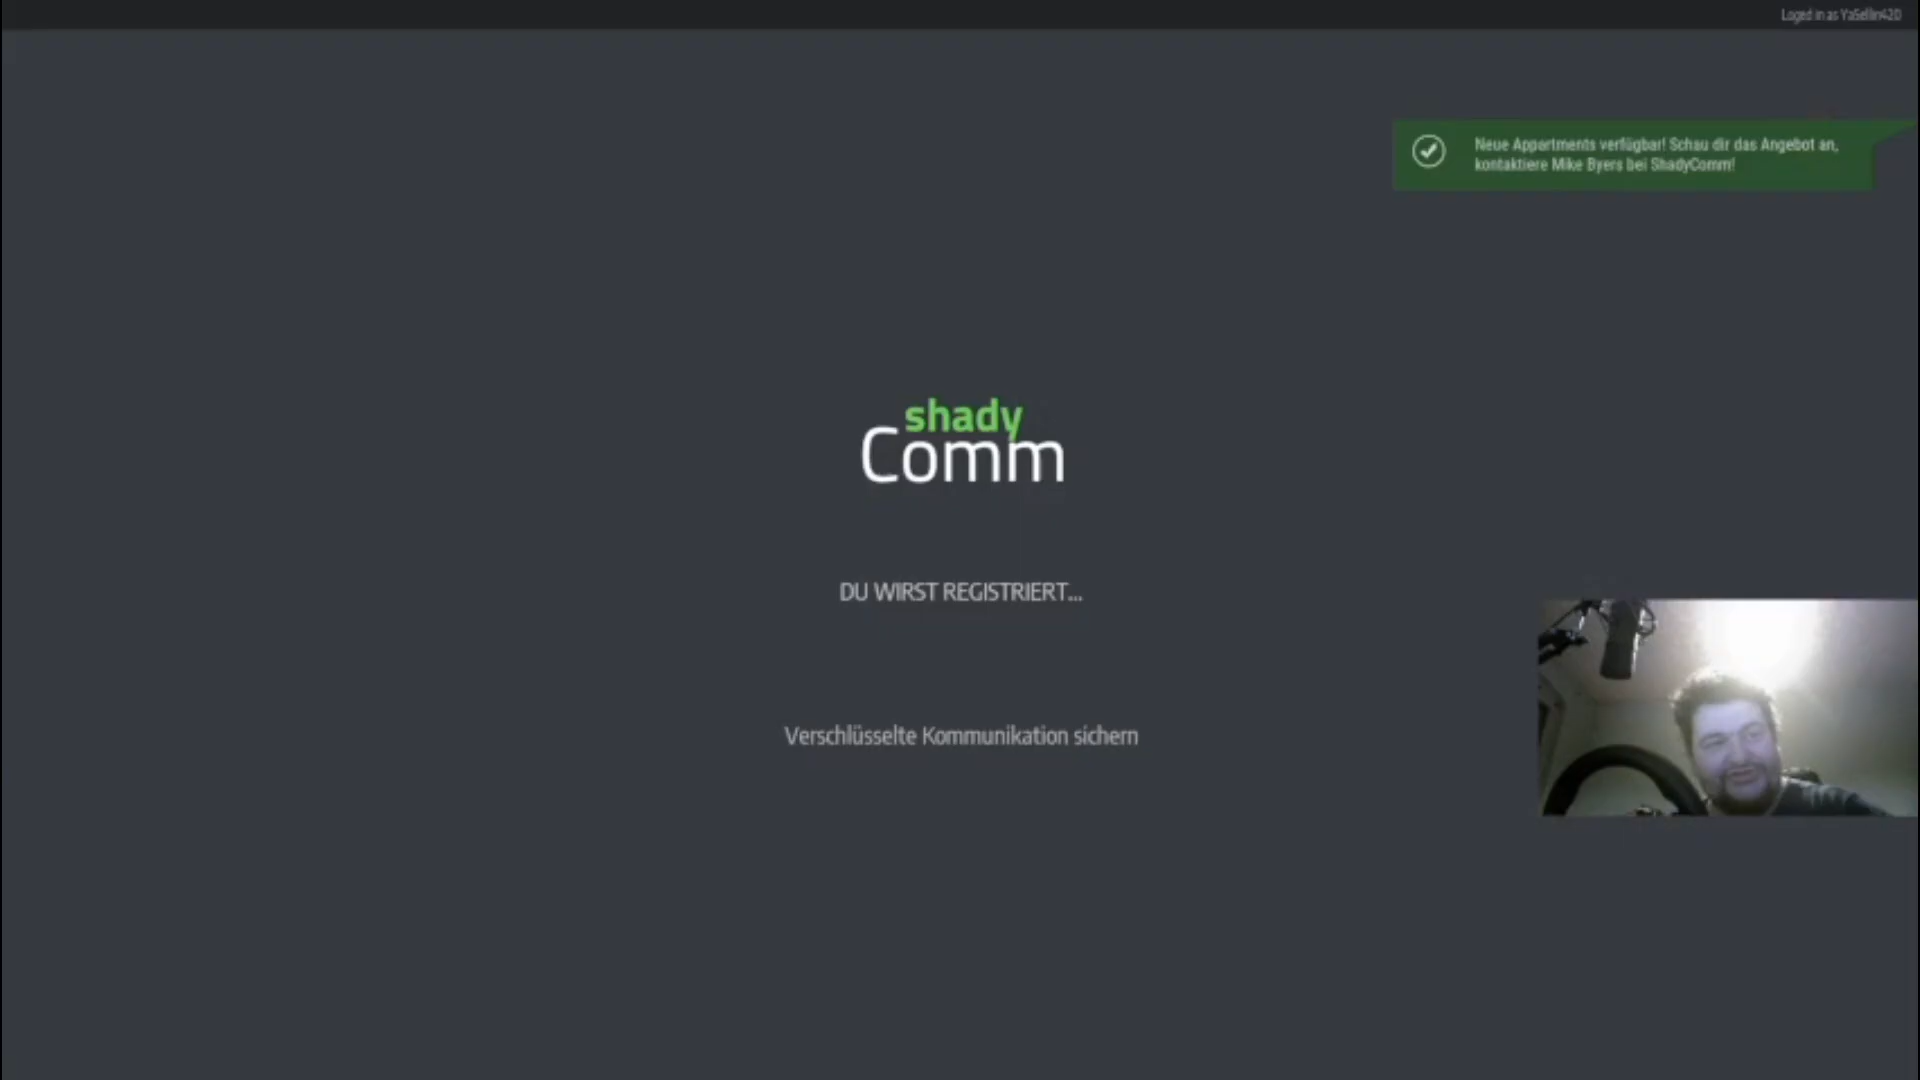 Loged in as YaSellin420
Neue Appartments verfügbar! Schau dir das Angebot an,
kontaktiere Mike Byers bei ShadyComm!
shady
Comm
DU WIRST REGISTRIERT...
Verschlüsselte Kommunikation sichern